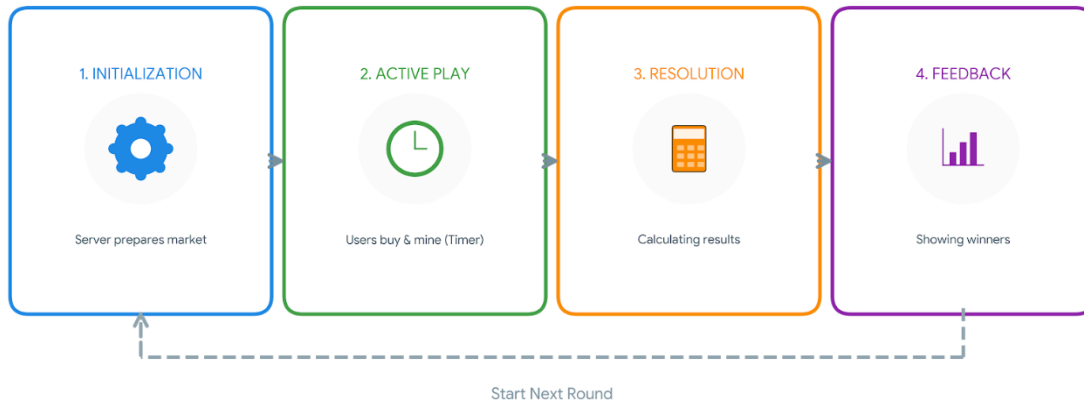 1. INITIALIZATION
Server prepares market
2. ACTIVE PLAY
Users buy & mine (Timer)
3. RESOLUTION
Calculating results
4. FEEDBACK
Showing winners
Start Next Round